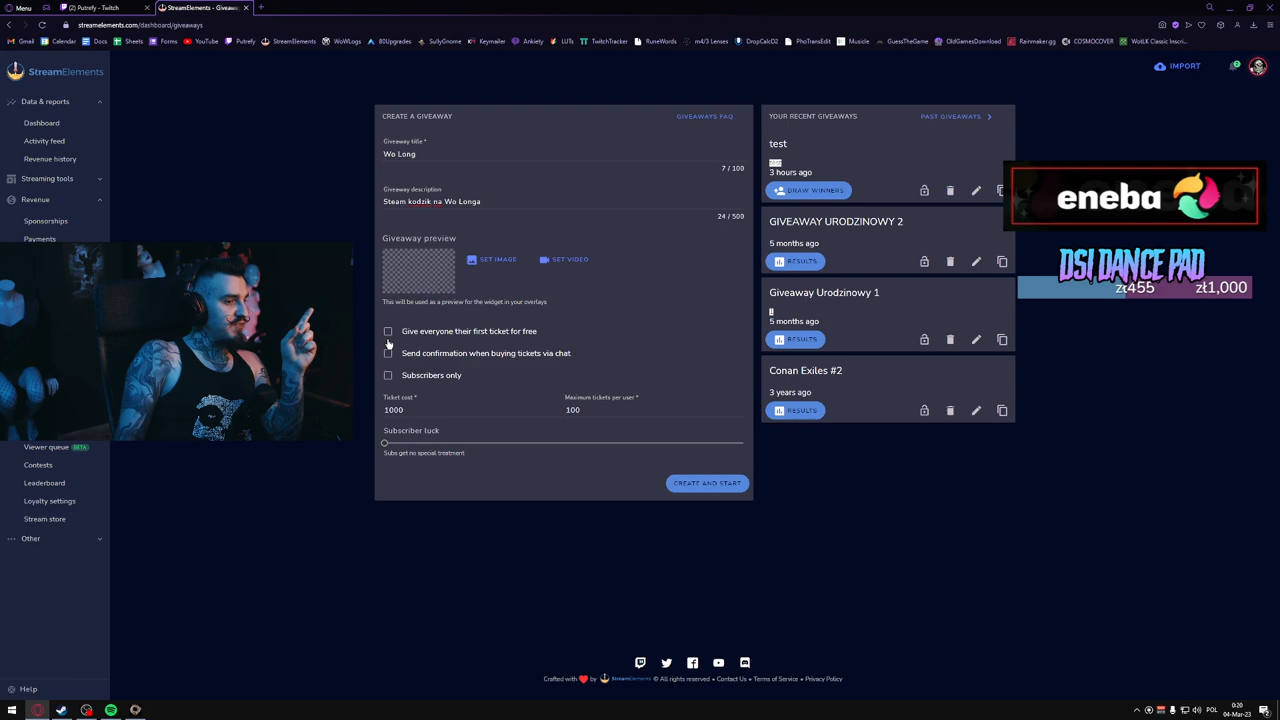 Menu
Putrefy - Twitch
StreamElements - Giveaw
streamelements.com/dashboard/giveaways
Gmail
Calendar
Docs
Sheets
Forms
YouTube
Putrefy
StreamElements
WoWLogs
80Upgrades
SullyGnome
Keymailer
Ankiety
LUTs
TwitchTracker
RuneWords
m4/3 Lenses
DropCalcD2
PhoTransEdit
Musicle
GuessTheGame
OldGamesDownload
Rainmaker.gg
COSMOCOVER
WotLK Classic Inscri...
StreamElements
IMPORT
Data & reports
Dashboard
Activity feed
Revenue history
Streaming tools
Revenue
Sponsorships
Payments
Viewer queue BETA
Contests
Leaderboard
Loyalty settings
Stream store
Other
Help
CREATE A GIVEAWAY
GIVEAWAYS FAQ
Giveaway title *
Wo Long
7 / 100
Giveaway description
Steam kodzik na Wo Longa
24 / 500
Giveaway preview
SET IMAGE
SET VIDEO
This will be used as a preview for the widget in your overlays
Give everyone their first ticket for free
Send confirmation when buying tickets via chat
Subscribers only
Ticket cost *
1000
Maximum tickets per user *
100
Subscriber luck
Subs get no special treatment
CREATE AND START
YOUR RECENT GIVEAWAYS
PAST GIVEAWAYS
test
test
3 hours ago
DRAW WINNERS
GIVEAWAY URODZINOWY 2
5 months ago
RESULTS
Giveaway Urodzinowy 1
5 months ago
RESULTS
Conan Exiles #2
3 years ago
RESULTS
eneba
DSI DANCE PAD
zł455
zł1,000
Crafted with by StreamElements © All rights reserved • Contact Us • Terms of Service • Privacy Policy
POL
0:20
04-Mar-23